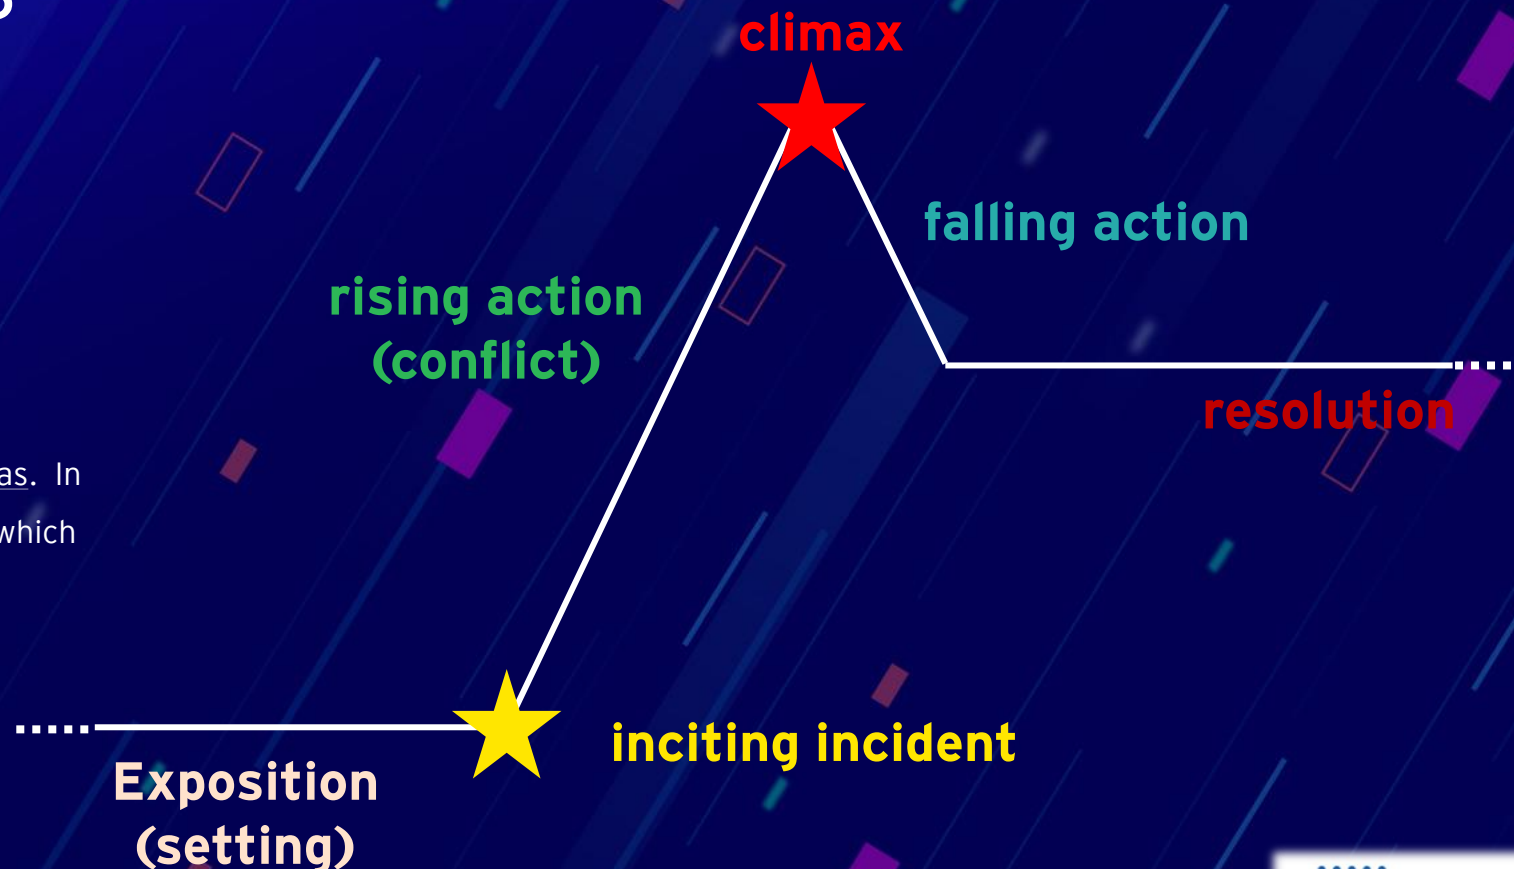 climax
falling action
rising action
(conflict)
resolution
as. In
which
inciting incident
Exposition
(setting)